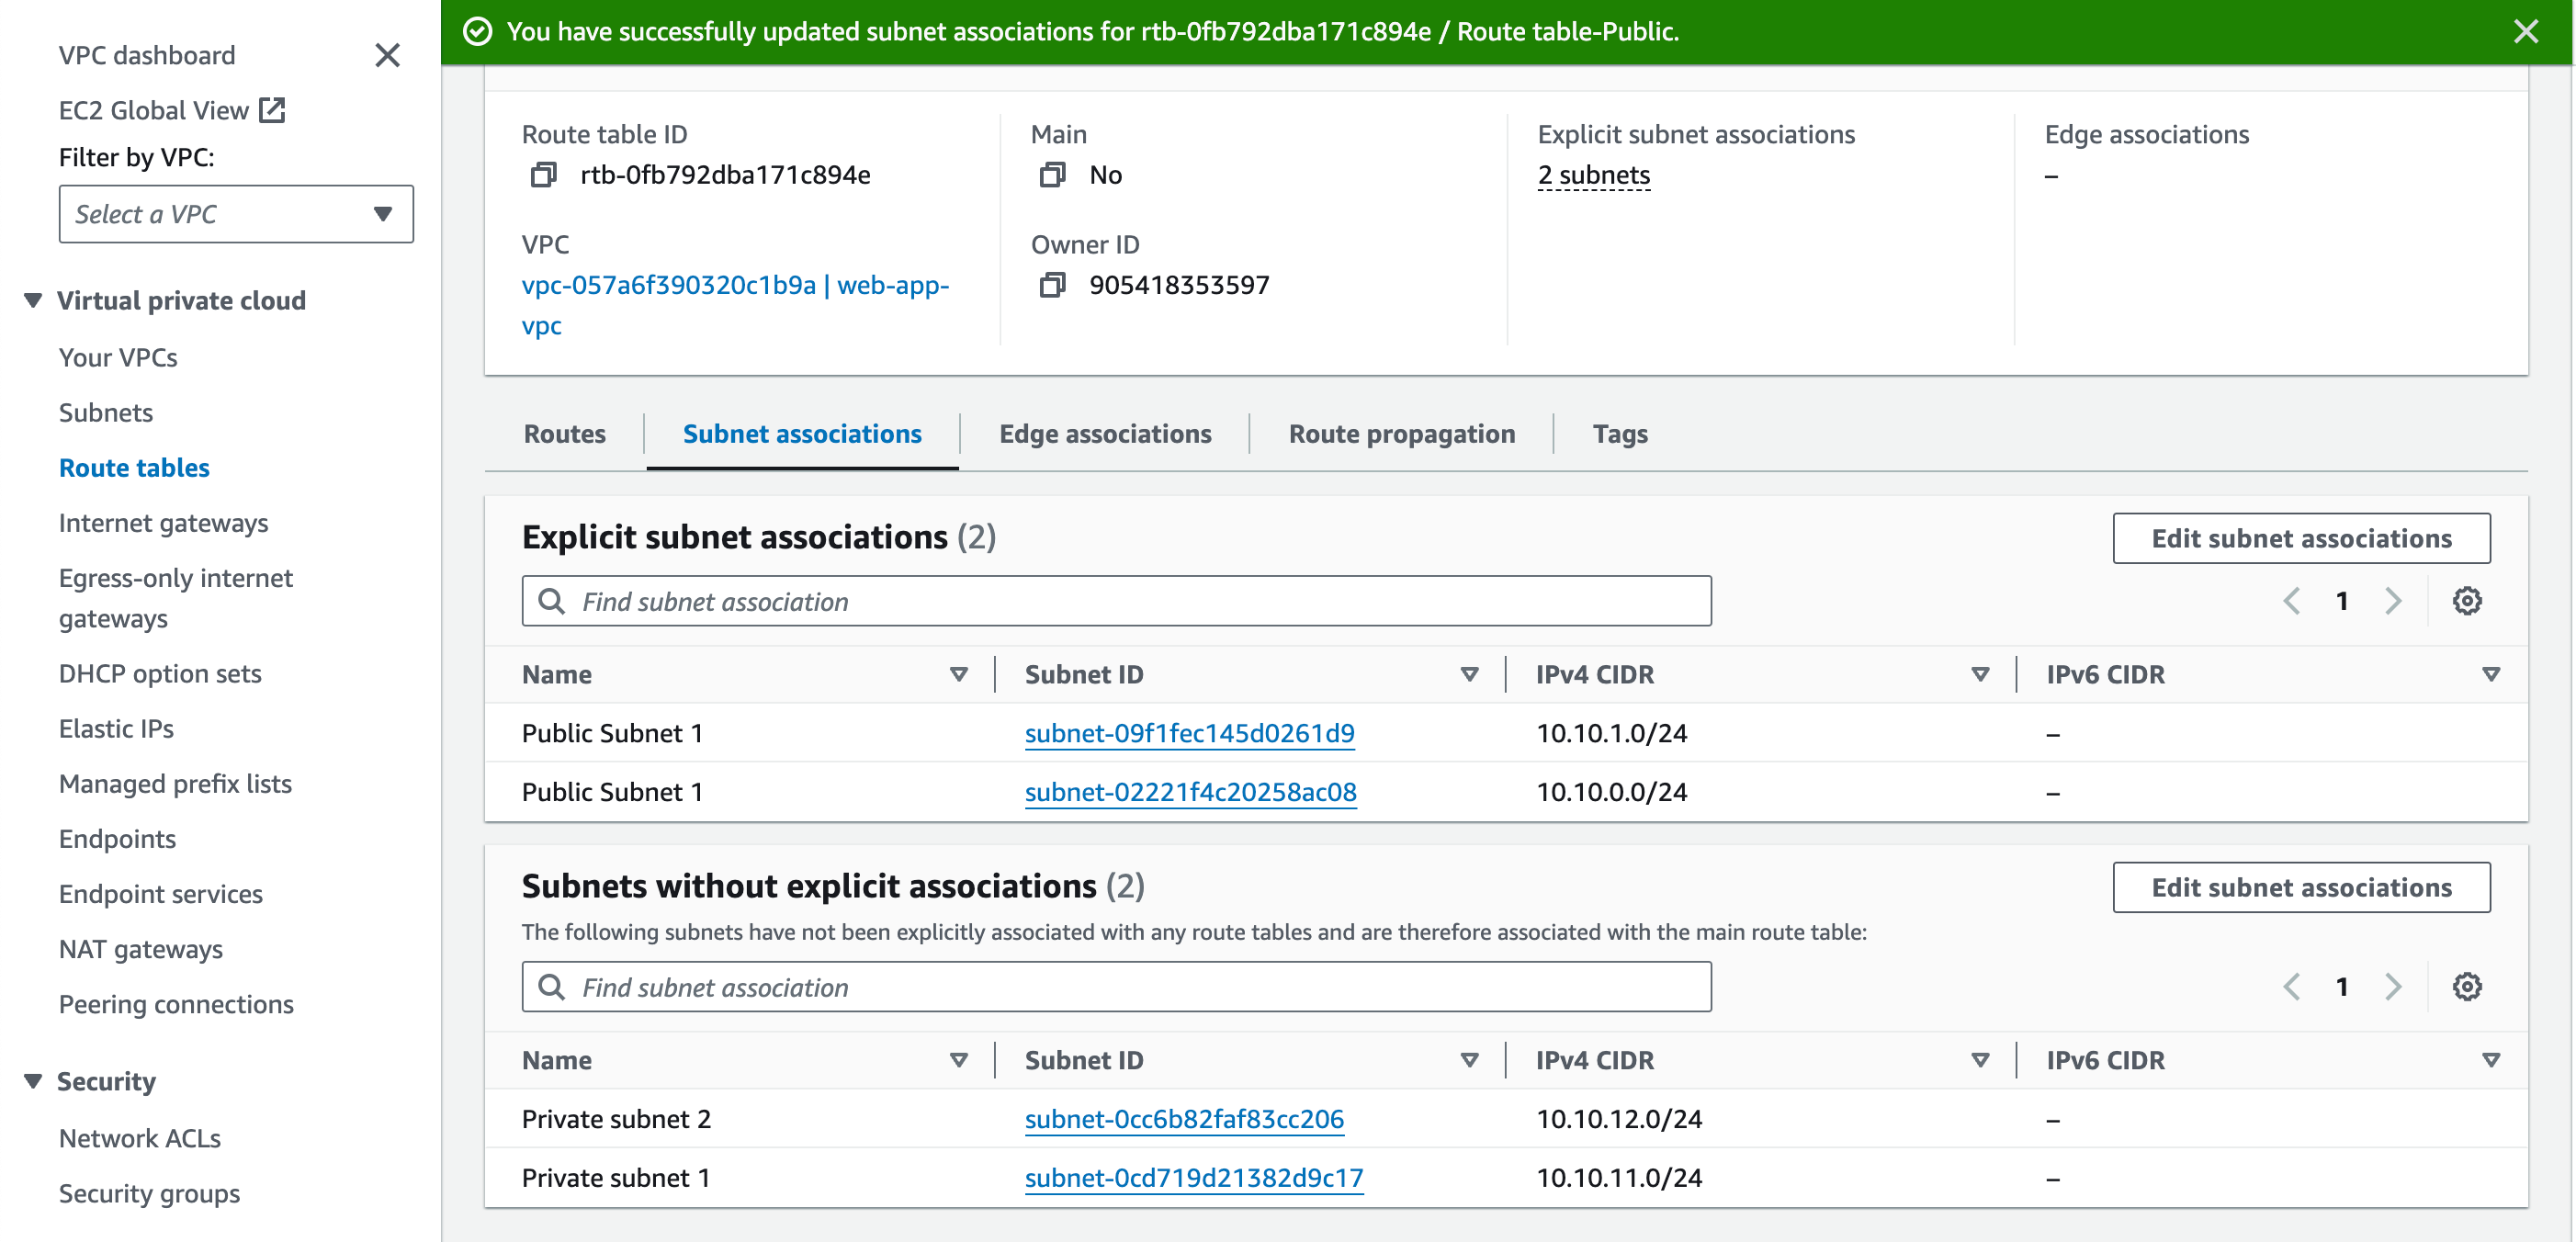 You have successfully updated subnet associations for rtb-0fb792dba171c894e / Route table-Public.
VPC dashboard
EC2 Global View
Filter by VPC:
Select a VPC
Virtual private cloud
Your VPCs
Subnets
Route tables
Internet gateways
Egress-only internet
gateways
DHCP option sets
Elastic IPs
Managed prefix lists
Endpoints
Endpoint services
NAT gateways
Peering connections
Security
Network ACLs
Security groups
Route table ID
rtb-0fb792dba171c894e
Main
No
Explicit subnet associations
2 subnets
Edge associations
–
VPC
vpc-057a6f390320c1b9a | web-app-
vpc
Owner ID
905418353597
Routes
Subnet associations
Edge associations
Route propagation
Tags
Explicit subnet associations (2)
Edit subnet associations
Find subnet association
1
Name Subnet ID IPv4 CIDR IPv6 CIDR
Public Subnet 1 subnet-09f1fec145d0261d9 10.10.1.0/24 –
Public Subnet 1 subnet-02221f4c20258ac08 10.10.0.0/24 –
Subnets without explicit associations (2)
Edit subnet associations
The following subnets have not been explicitly associated with any route tables and are therefore associated with the main route table:
Find subnet association
1
Name Subnet ID IPv4 CIDR IPv6 CIDR
Private subnet 2 subnet-0cc6b82faf83cc206 10.10.12.0/24 –
Private subnet 1 subnet-0cd719d21382d9c17 10.10.11.0/24 –